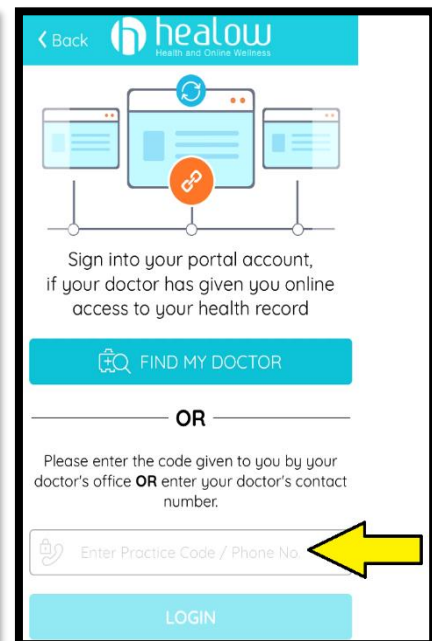 Back
healow
Health and Online Wellness
Sign into your portal account,
if your doctor has given you online
access to your health record
FIND MY DOCTOR
OR
Please enter the code given to you by your
doctor's office OR enter your doctor's contact
number.
Enter Practice Code / Phone No.
LOGIN